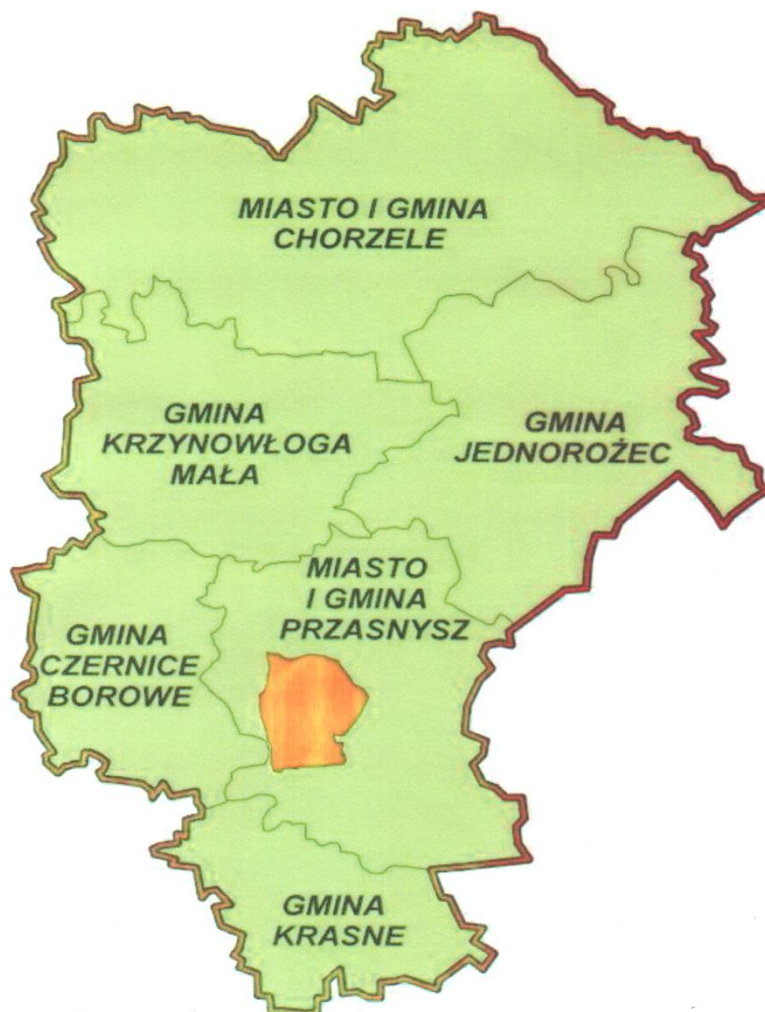 MIASTO I GMINA
CHORZELE
GMINA
KRZYNOWŁOGA
MAŁA
GMINA
JEDNOROŻEC
MIASTO
I GMINA
PRZASNYSZ
GMINA
CZERNICE
BOROWE
GMINA
KRASNE